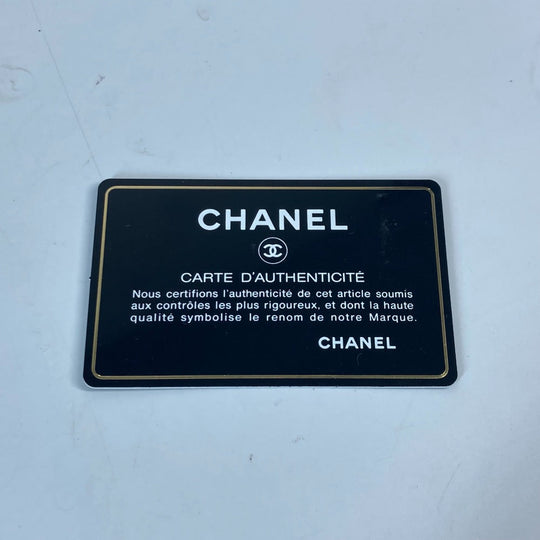 CHANEL
CARTE D'AUTHENTICITÉ
Nous certifions l'authenticité de cet article soumis
aux contrôles les plus rigoureux, et dont la haute
qualité symbolise le renom de notre Marque.
CHANEL